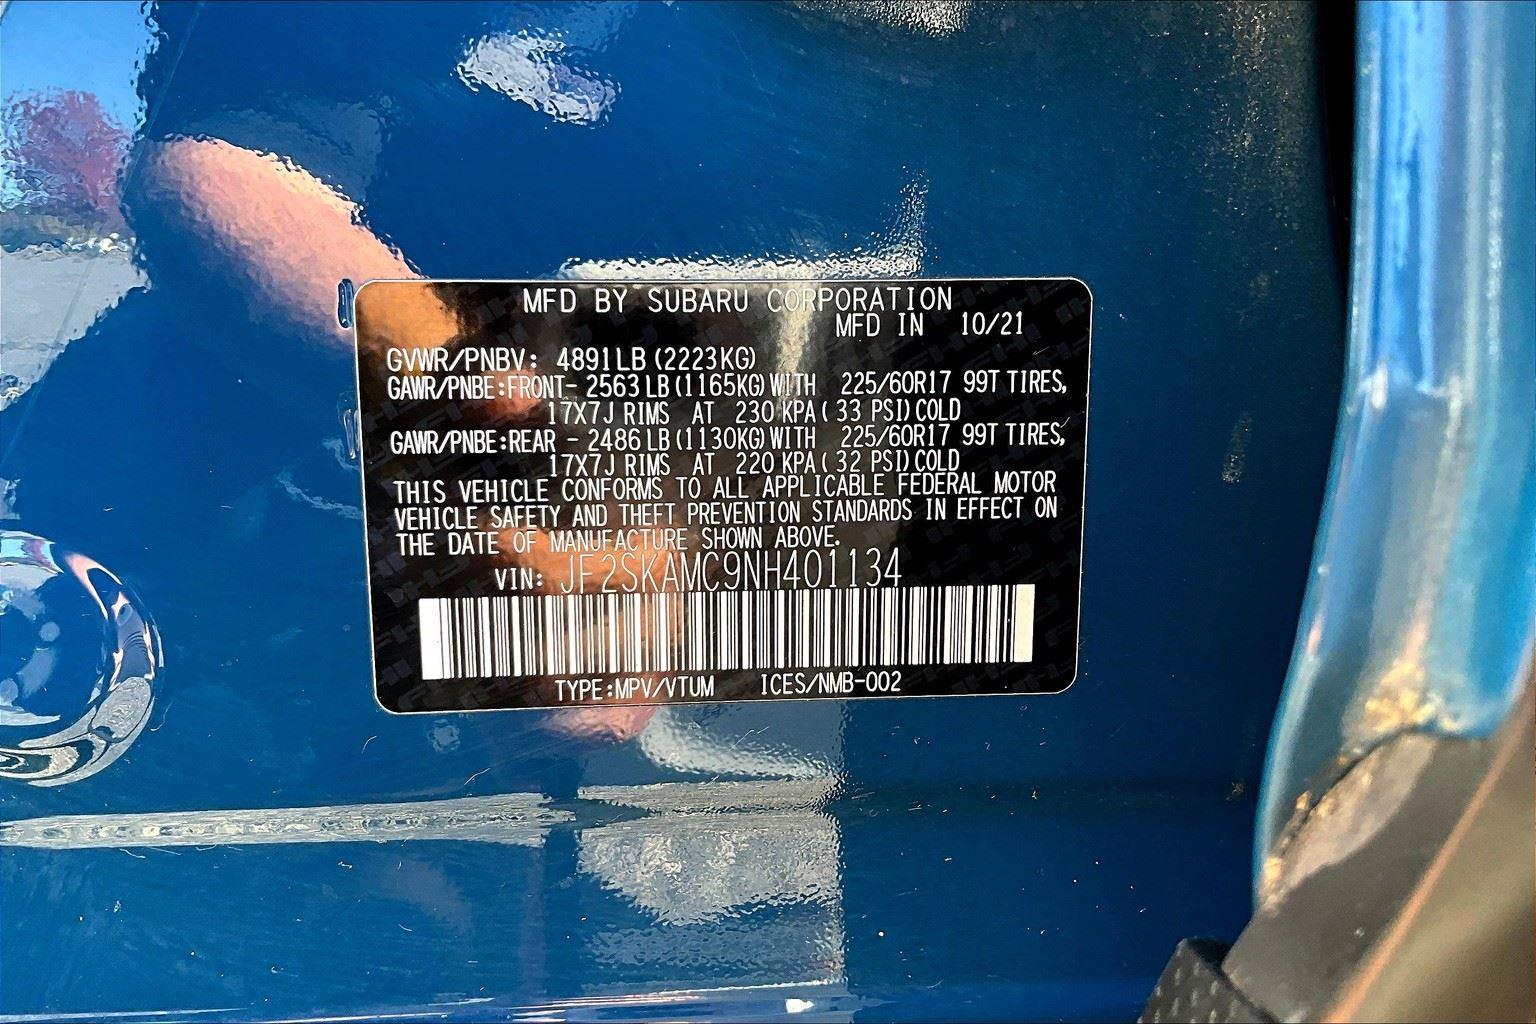 MFD BY SUBARU CORPORATION
MFD IN 10/21
GVWR/PNBV: 4891LB (2223KG)
GAWR/PNBE:FRONT- 2563LB (1165KG) WITH 225/60R17 99T TIRES,
17X7J RIMS AT 230 KPA( 33 PSI) COLD
GAWR/PNBE:REAR - 2486LB (1130KG) WITH 225/60R17 99T TIRES,
17X7J RIMS AT 220 KPA( 32 PSI) COLD
THIS VEHICLE CONFORMS TO ALL APPLICABLE FEDERAL MOTOR
VEHICLE SAFETY AND THEFT PREVENTION STANDARDS IN EFFECT ON
THE DATE OF MANUFACTURE SHOWN ABOVE.
VIN: JF2SKAMC9NH401134
TYPE:MPV/VTUM ICES/NMB-002